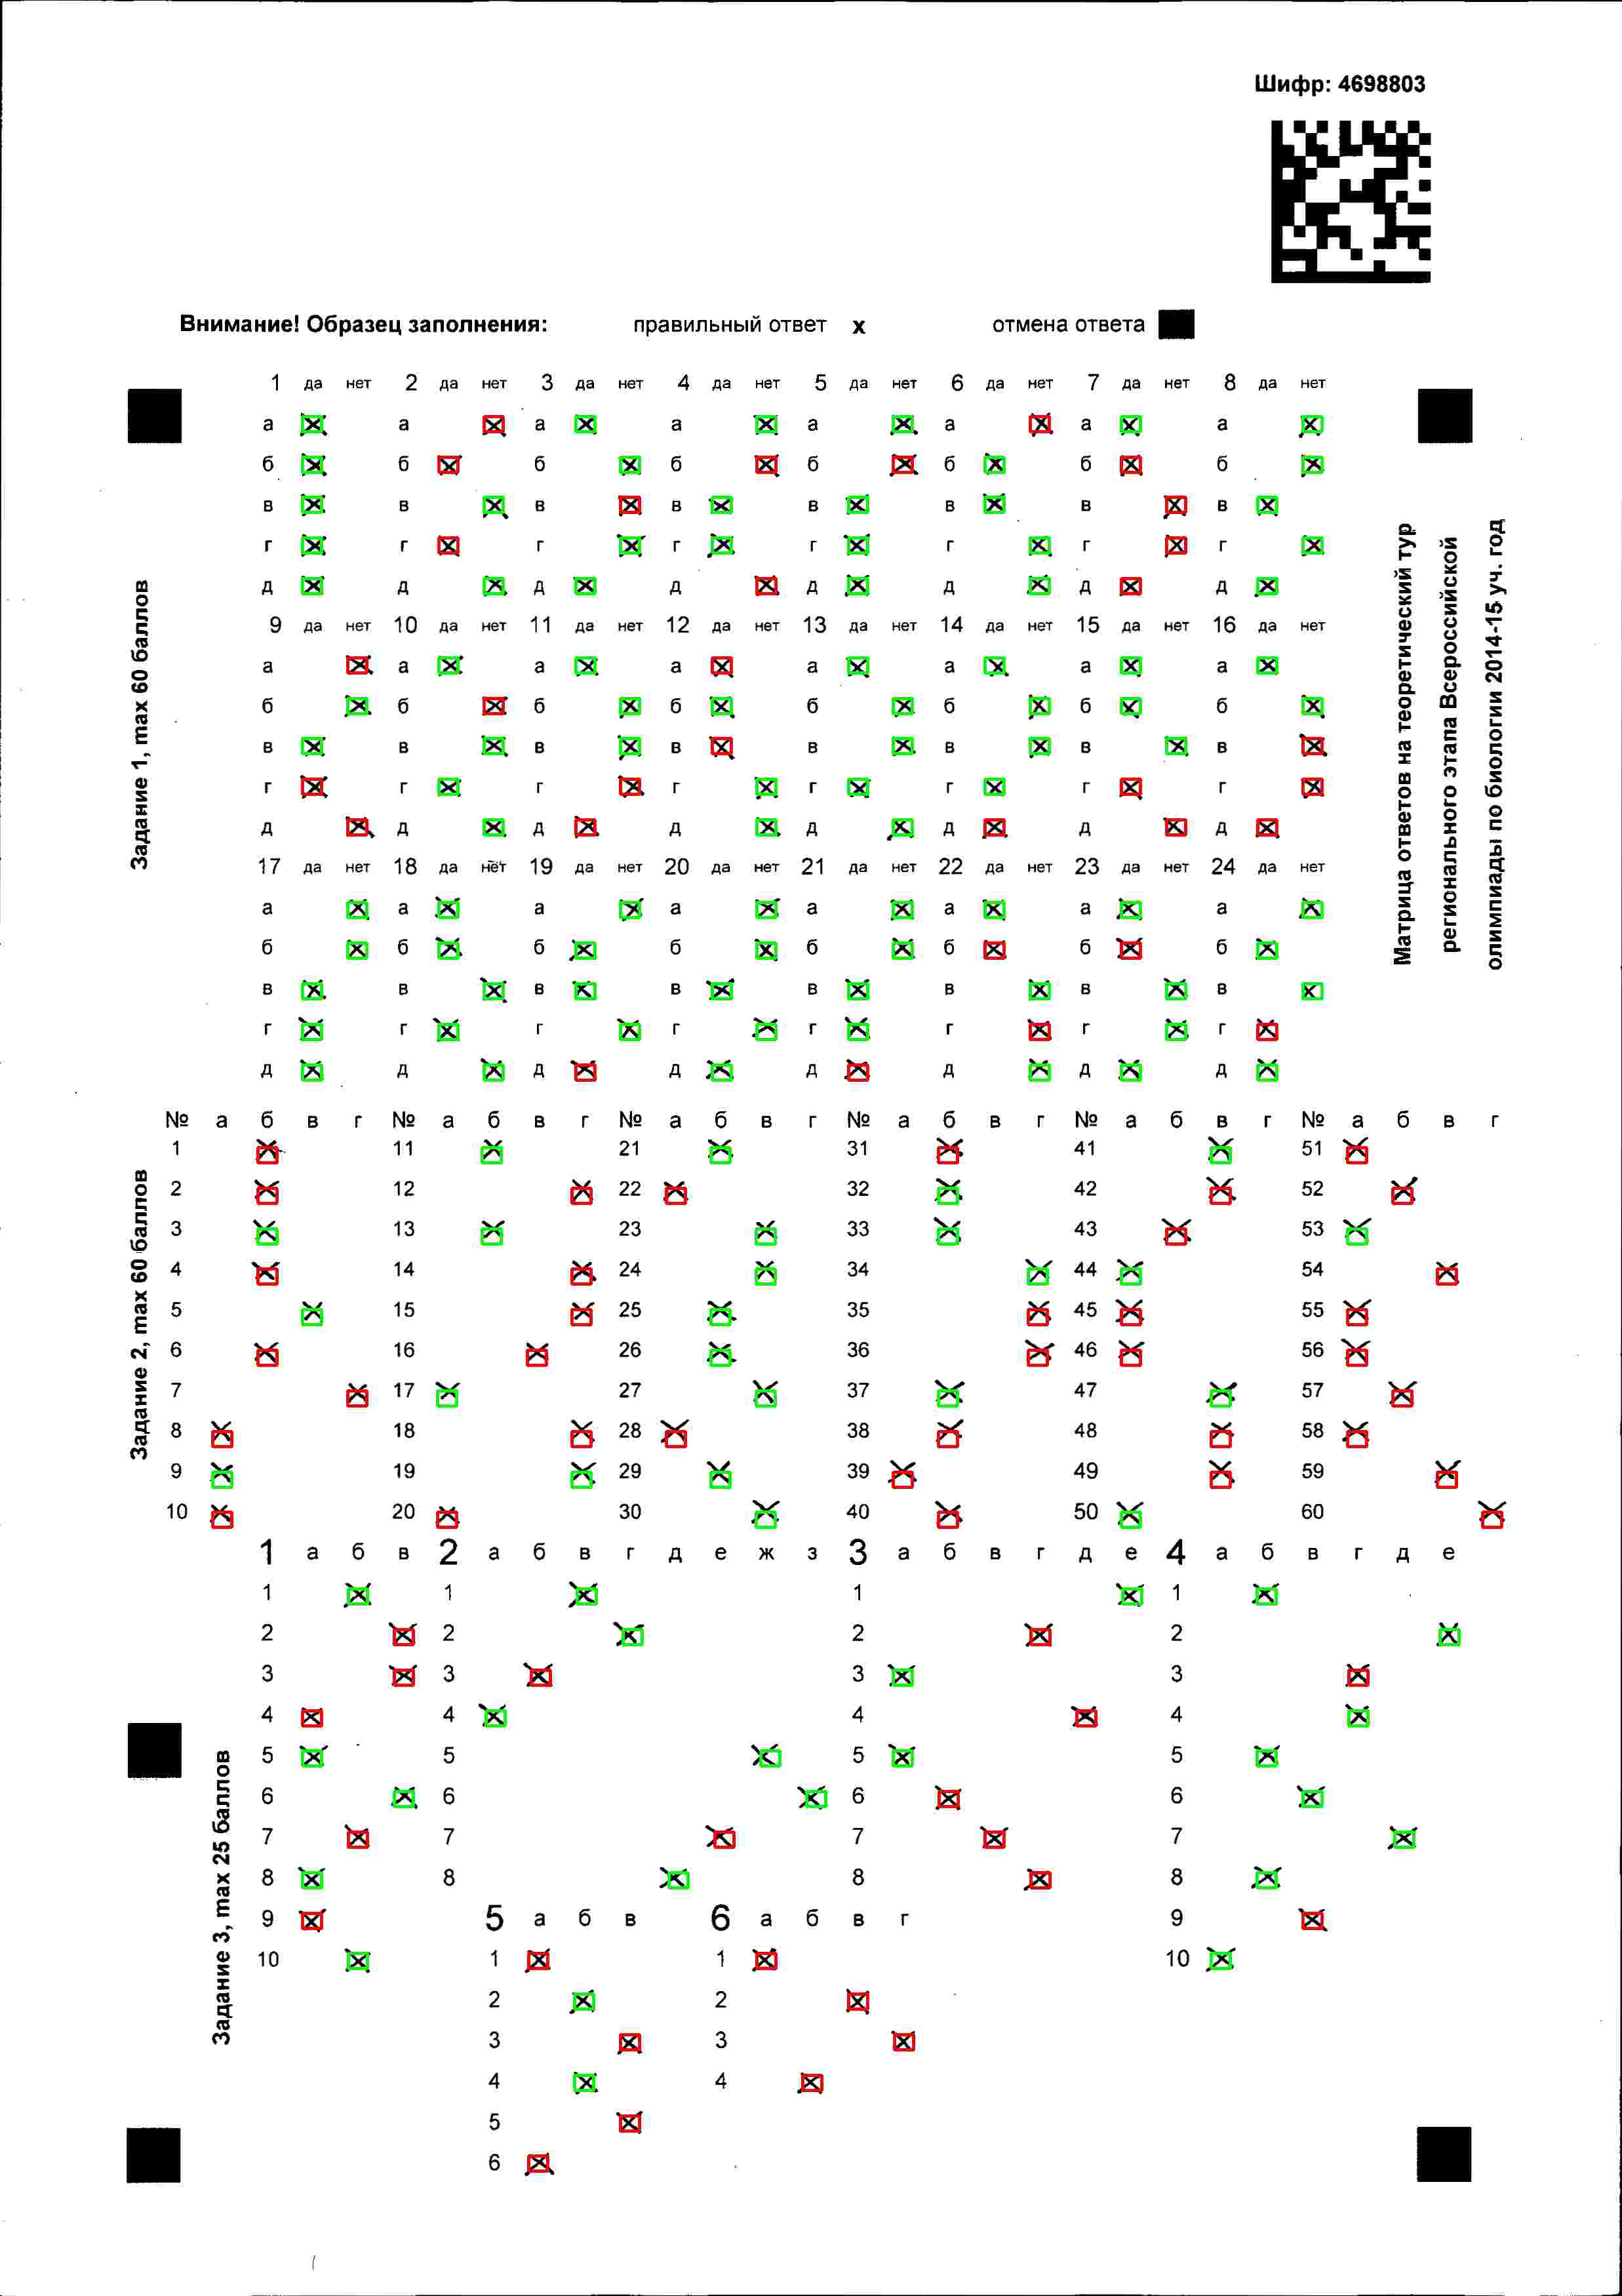 Шифр: 4698803
Внимание! Образец заполнения: правильный ответ х отмена ответа
1 да нет 2 да нет 3 да нет 4 да нет 5 да нет 6 да нет 7 да нет 8 да нет
а а а а а а а а
б б б б б б б б
в в в в в в в в
г г г г г г г г
д д д д д д д д
9 да нет 10 да нет 11 да нет 12 да нет 13 да нет 14 да нет 15 да нет 16 да нет
а а а а а а а а
б б б б б б б б
в в в в в в в в
г г г г г г г г
д д д д д д д д
17 да нет 18 да нет 19 да нет 20 да нет 21 да нет 22 да нет 23 да нет 24 да нет
а а а а а а а а
б б б б б б б б
в в в в в в в в
г г г г г г г г
д д д д д д д д
Задание 1, max 60 баллов
Матрица ответов на теоретический тур
регионального этапа Всероссийской
олимпиады по биологии 2014-15 уч. год
№ а б в г № а б в г № а б в г № а б в г № а б в г № а б в г
1 11 21 31 41 51
2 12 22 32 42 52
3 13 23 33 43 53
4 14 24 34 44 54
5 15 25 35 45 55
6 16 26 36 46 56
7 17 27 37 47 57
8 18 28 38 48 58
9 19 29 39 49 59
10 20 30 40 50 60
Задание 2, max 60 баллов
1 а б в 2 а б в г д е ж з 3 а б в г д е 4 а б в г д е
1 1 1 1
2 2 2 2
3 3 3 3
4 4 4 4
5 5 5 5
6 6 6 6
7 7 7 7
8 8 8 8
9 5 а б в 6 а б в г 9
10 1 1 10
2 2
3 3
4 4
5
6
Задание 3, max 25 баллов